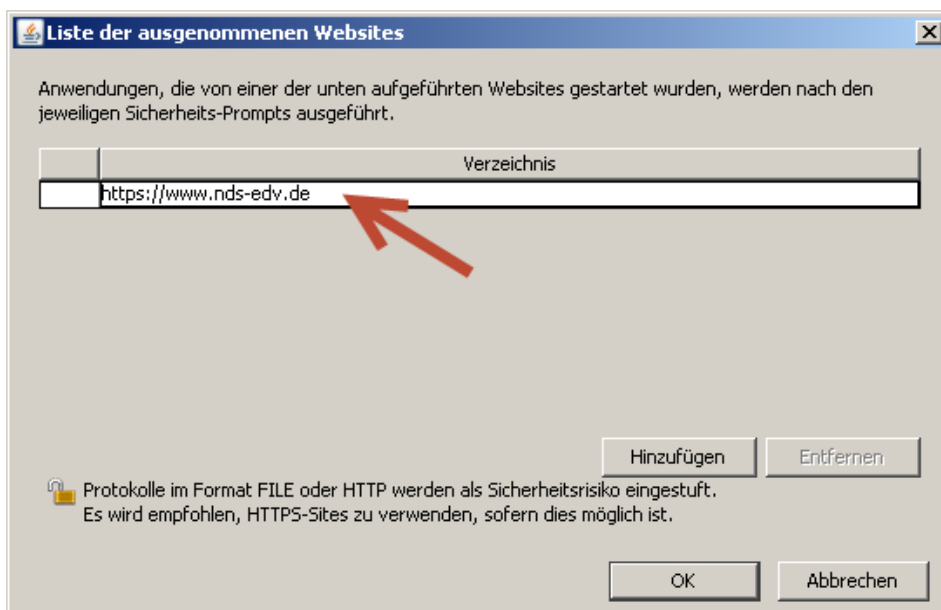 Liste der ausgenommenen Websites
Anwendungen, die von einer der unten aufgeführten Websites gestartet wurden, werden nach den
jeweiligen Sicherheits-Prompts ausgeführt.
Verzeichnis
https://www.nds-edv.de
Hinzufügen
Entfernen
Protokolle im Format FILE oder HTTP werden als Sicherheitsrisiko eingestuft.
Es wird empfohlen, HTTPS-Sites zu verwenden, sofern dies möglich ist.
OK
Abbrechen